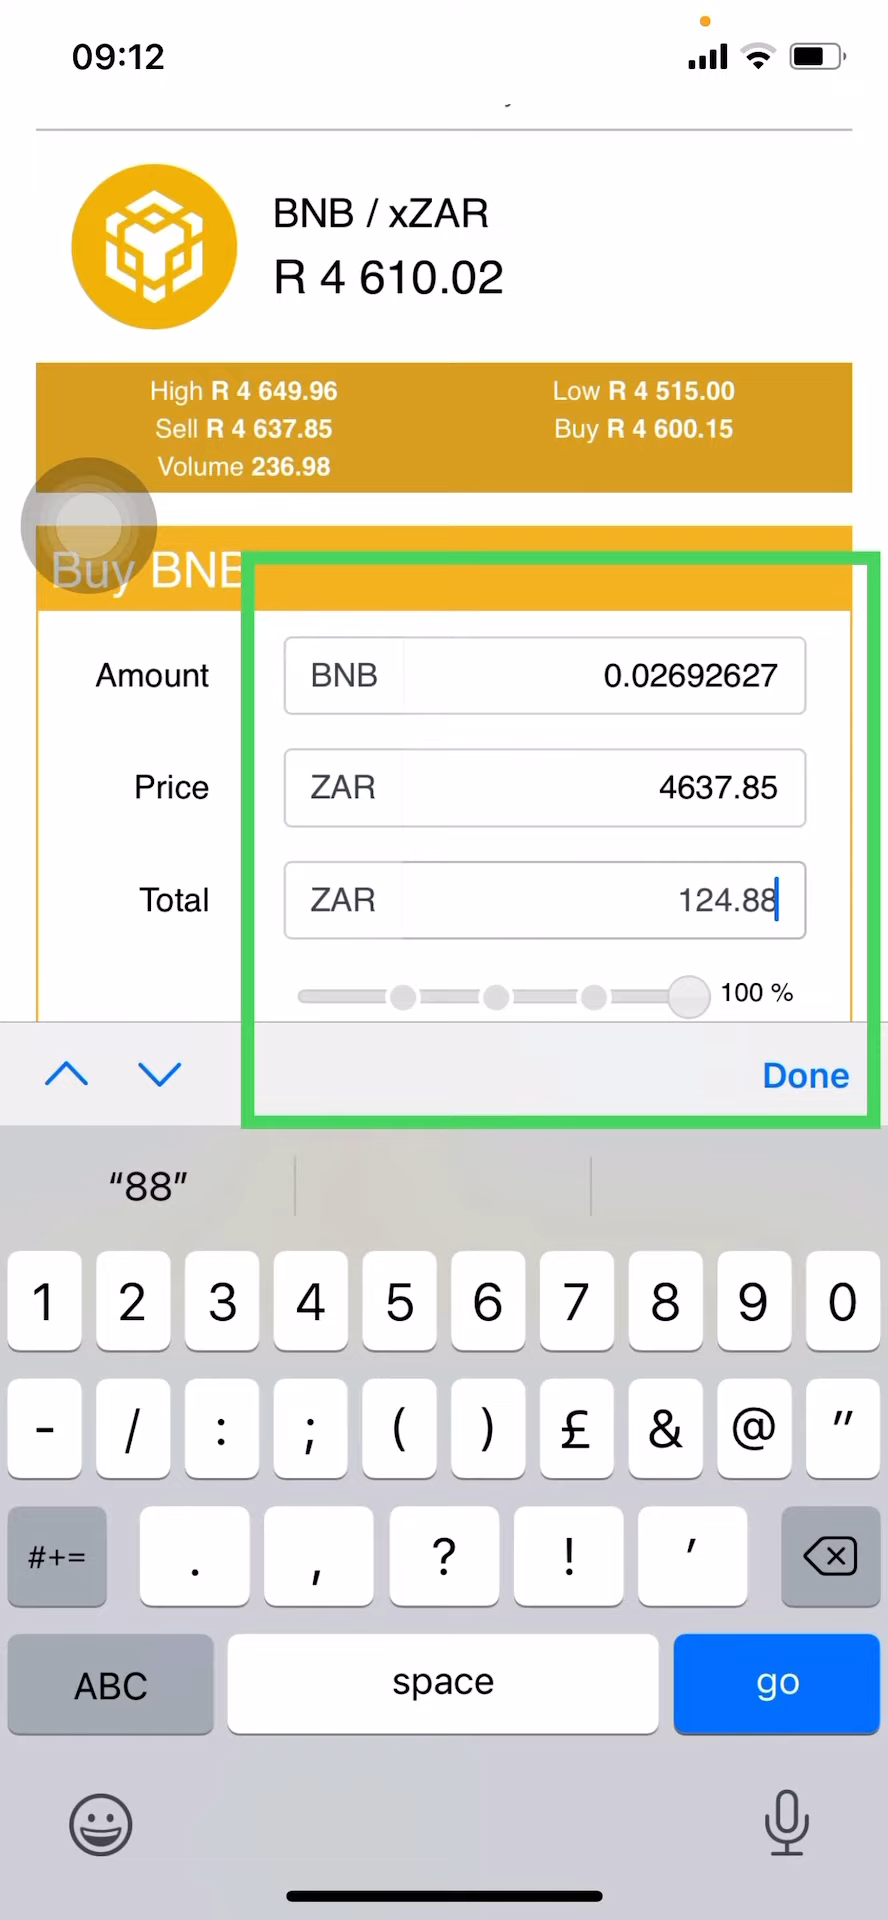 09:12
BNB / xZAR
R 4 610.02
High R 4 649.96 Low R 4 515.00
Sell R 4 637.85 Buy R 4 600.15
Volume 236.98
Buy BNB
Amount BNB 0.02692627
Price ZAR 4637.85
Total ZAR 124.88
100 %
Done
“88”
1 2 3 4 5 6 7 8 9 0
- / : ; ( ) £ & @ "
#+= . , ? ! '
ABC space go